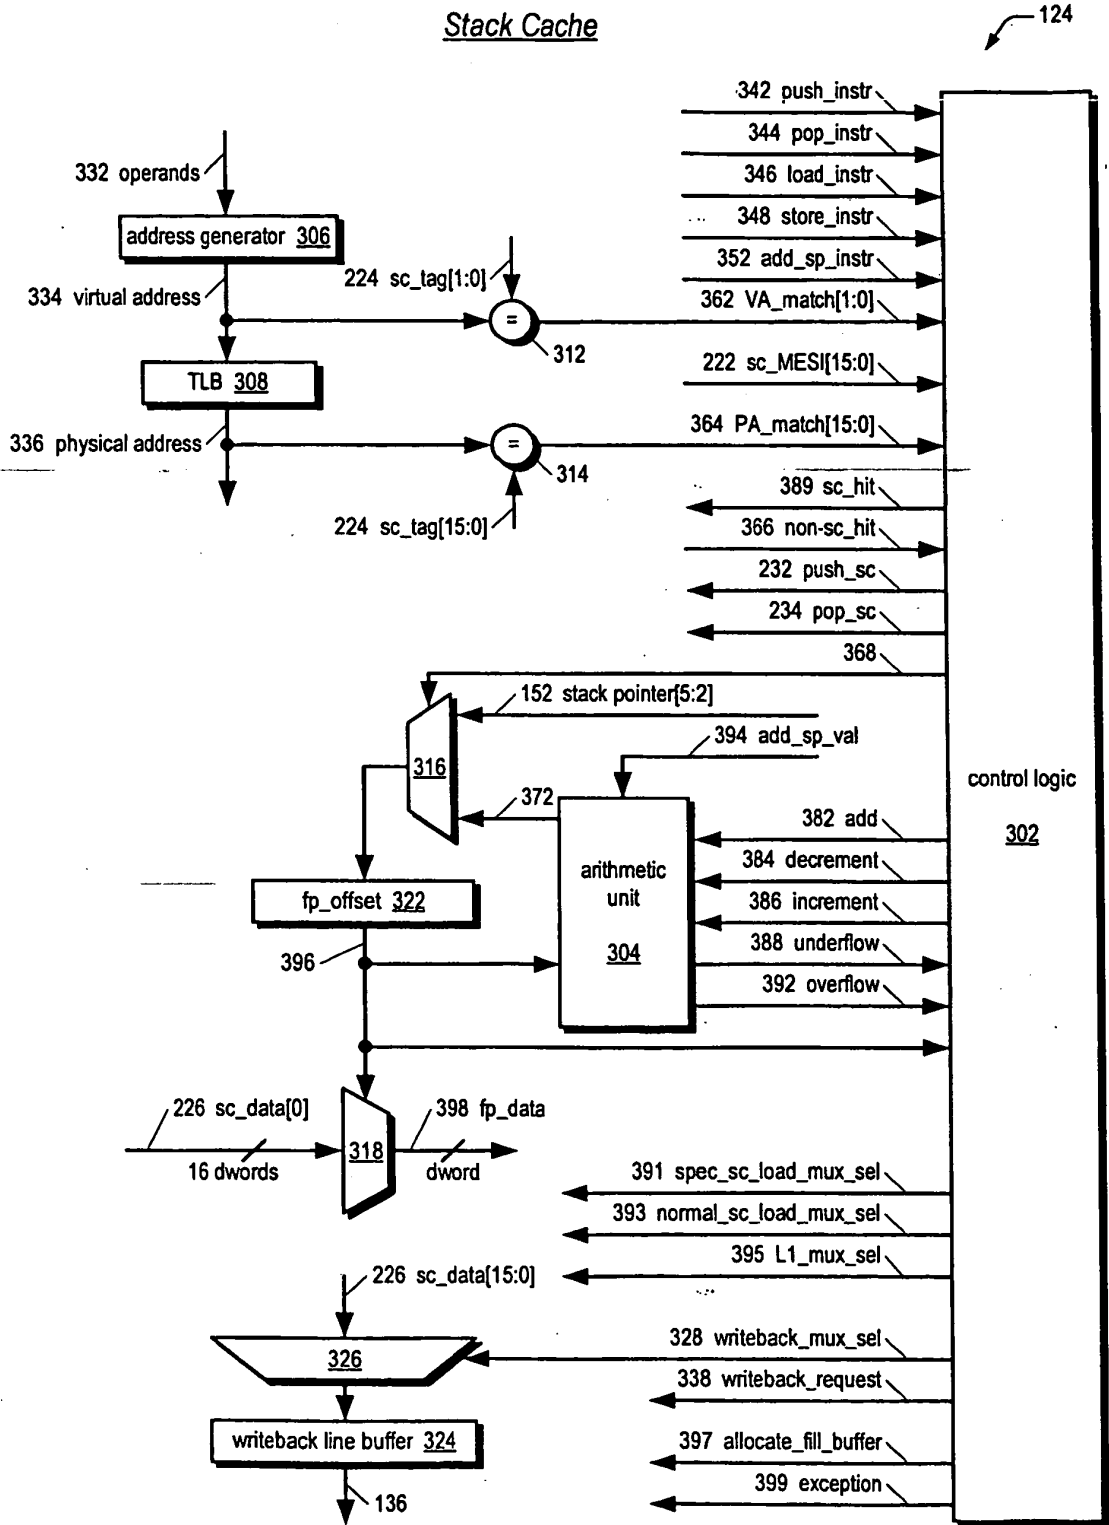 Stack Cache
124
342 push_instr
344 pop_instr
332 operands
346 load_instr
348 store_instr
address generator 306
352 add_sp_instr
224 sc_tag[1:0]
334 virtual address
362 VA_match[1:0]
=
312
222 sc_MESI[15:0]
TLB 308
336 physical address
364 PA_match[15:0]
=
314
389 sc_hit
224 sc_tag[15:0]
366 non-sc_hit
232 push_sc
234 pop_sc
368
152 stack pointer[5:2]
394 add_sp_val
316
372
control logic
302
382 add
arithmetic
unit
304
384 decrement
fp_offset 322
386 increment
388 underflow
396
392 overflow
226 sc_data[0]
398 fp_data
318
16 dwords
dword
391 spec_sc_load_mux_sel
393 normal_sc_load_mux_sel
395 L1_mux_sel
226 sc_data[15:0]
328 writeback_mux_sel
326
338 writeback_request
writeback line buffer 324
397 allocate_fill_buffer
399 exception
136